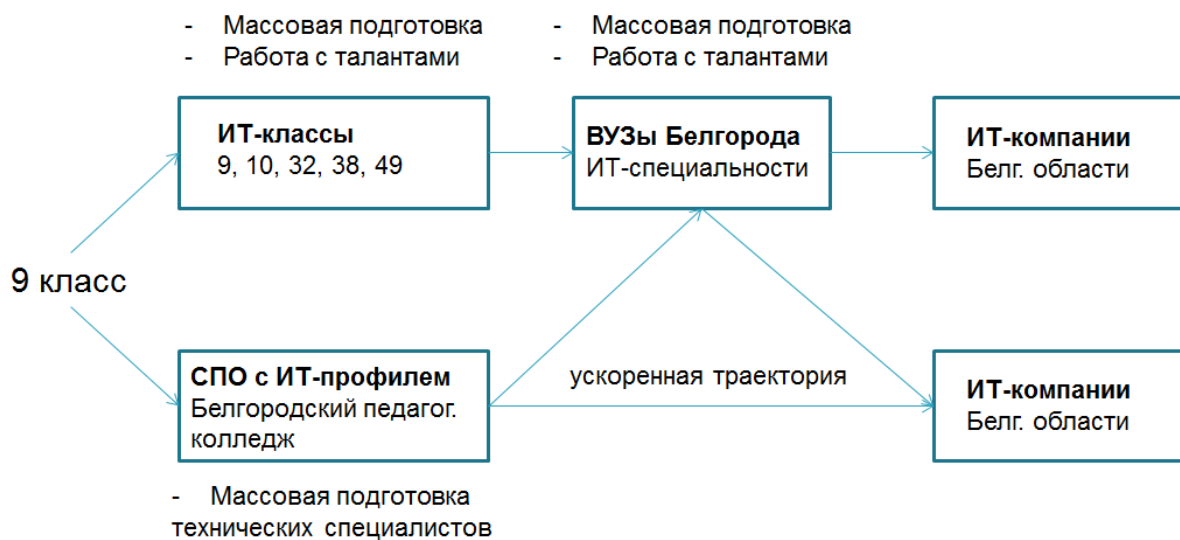 - Массовая подготовка
- Работа с талантами
- Массовая подготовка
- Работа с талантами
ИТ-классы
9, 10, 32, 38, 49
ВУЗы Белгорода
ИТ-специальности
ИТ-компании
Белг. области
9 класс
СПО с ИТ-профилем
Белгородский педагог.
колледж
ускоренная траектория
ИТ-компании
Белг. области
- Массовая подготовка
технических специалистов